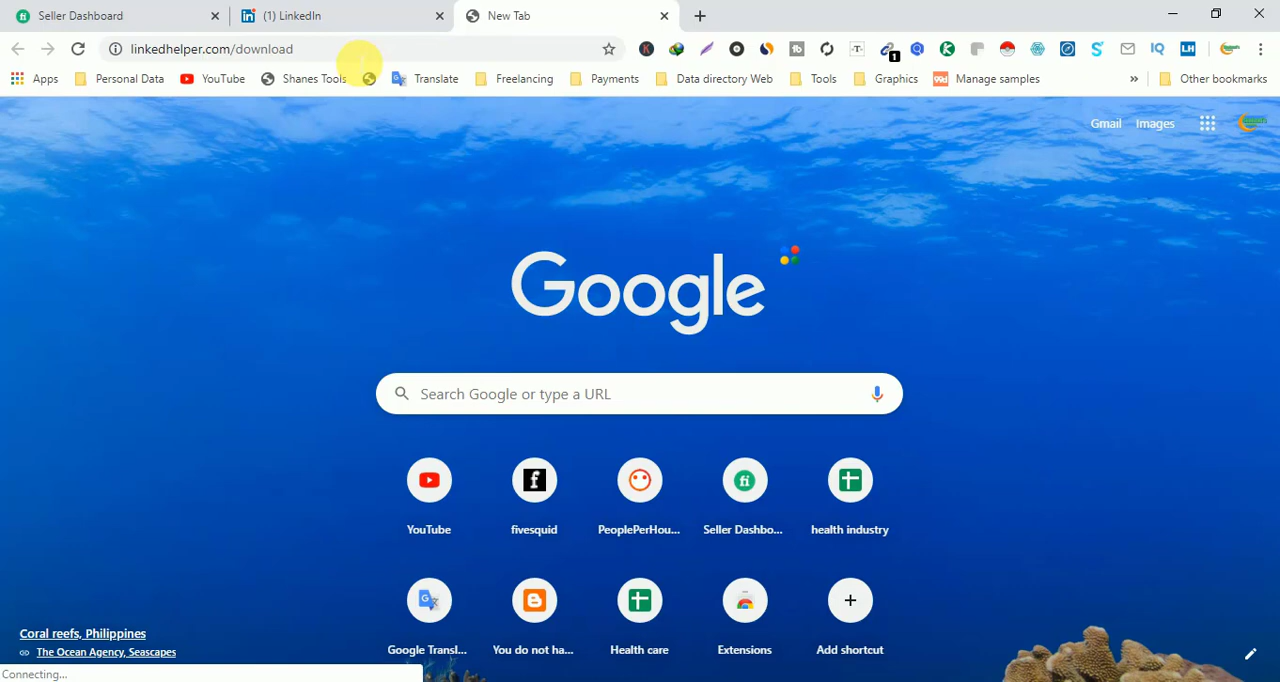 Seller Dashboard
(1) LinkedIn
New Tab
linkedhelper.com/download
1
Apps
Personal Data
YouTube
Shanes Tools
Translate
Freelancing
Payments
Data directory Web
Tools
Graphics
Manage samples
»
Other bookmarks
Gmail
Images
Google
Search Google or type a URL
YouTube
fivesquid
PeoplePerHou...
Seller Dashbo...
health industry
Google Transl...
You do not ha...
Health care
Extensions
Add shortcut
Coral reefs, Philippines
The Ocean Agency, Seascapes
Connecting...